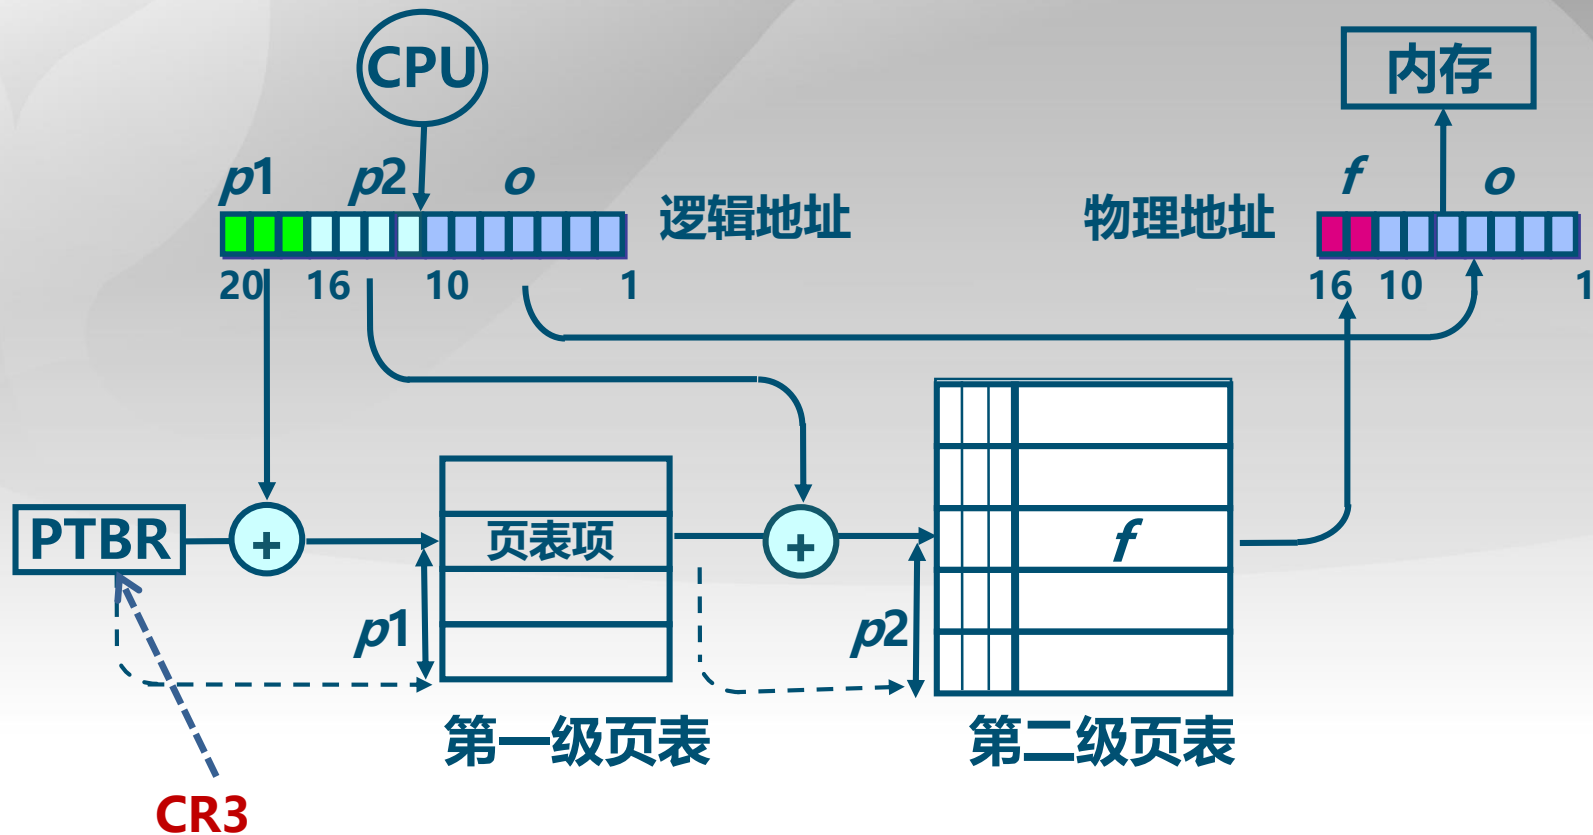 CPU
内存
p1 p2 o
逻辑地址
物理地址
f o
20 16 10 1
16 10 1
PTBR
+
页表项
+
f
p1
p2
第一级页表
第二级页表
CR3